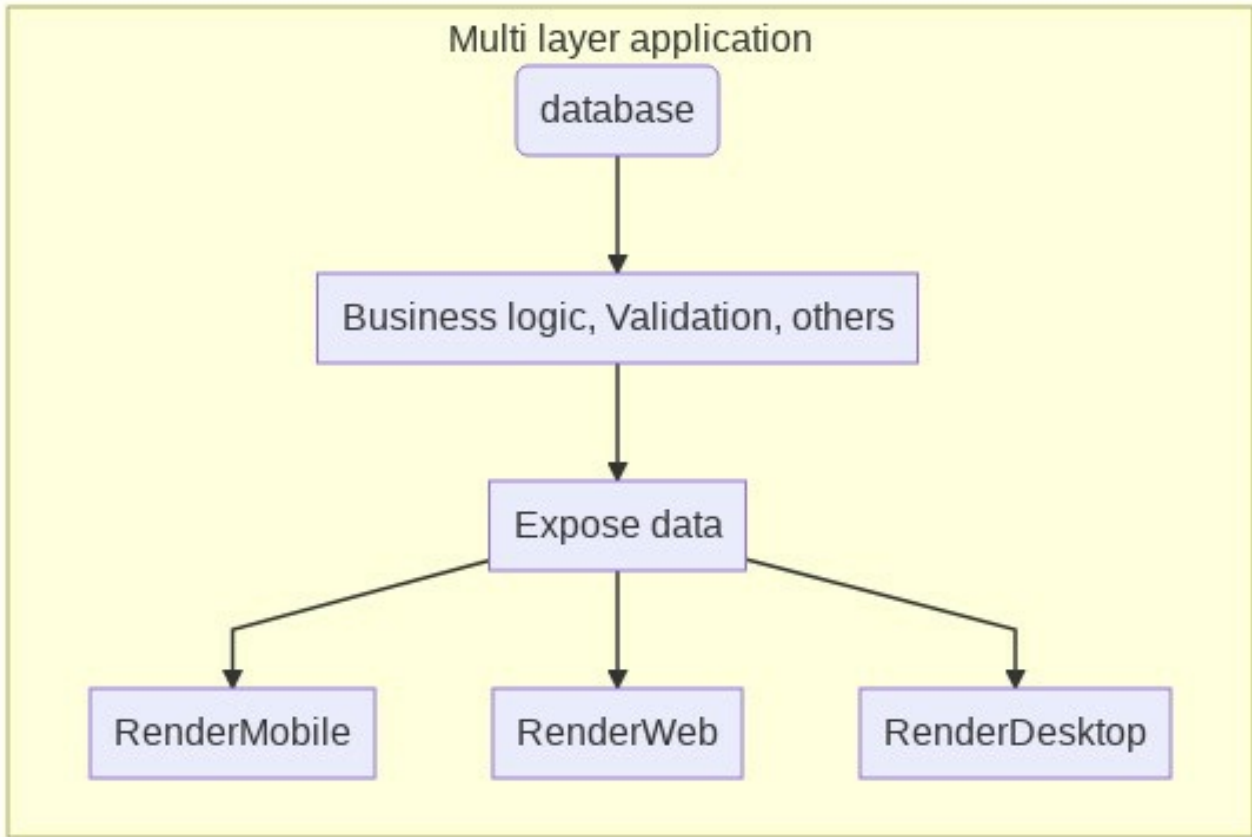 Multi layer application
database
Business logic, Validation, others
Expose data
RenderMobile
RenderWeb
RenderDesktop